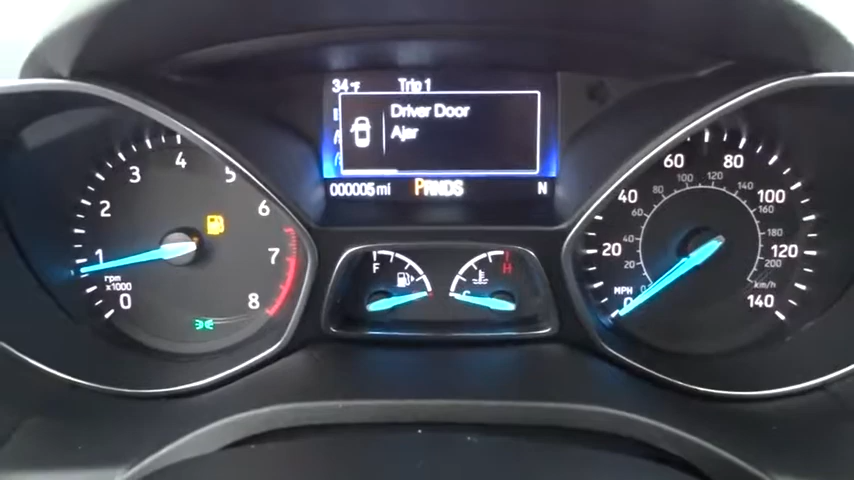 34°F Trip 1
Driver Door
Ajar
000005 mi PRNDS N
0 1 2 3 4 5 6 7 8
rpm
x1000
F
C H
0 20 40 60 80 100 120 140
MPH
20 40 60 80 100 120 140 160 180 200
km/h